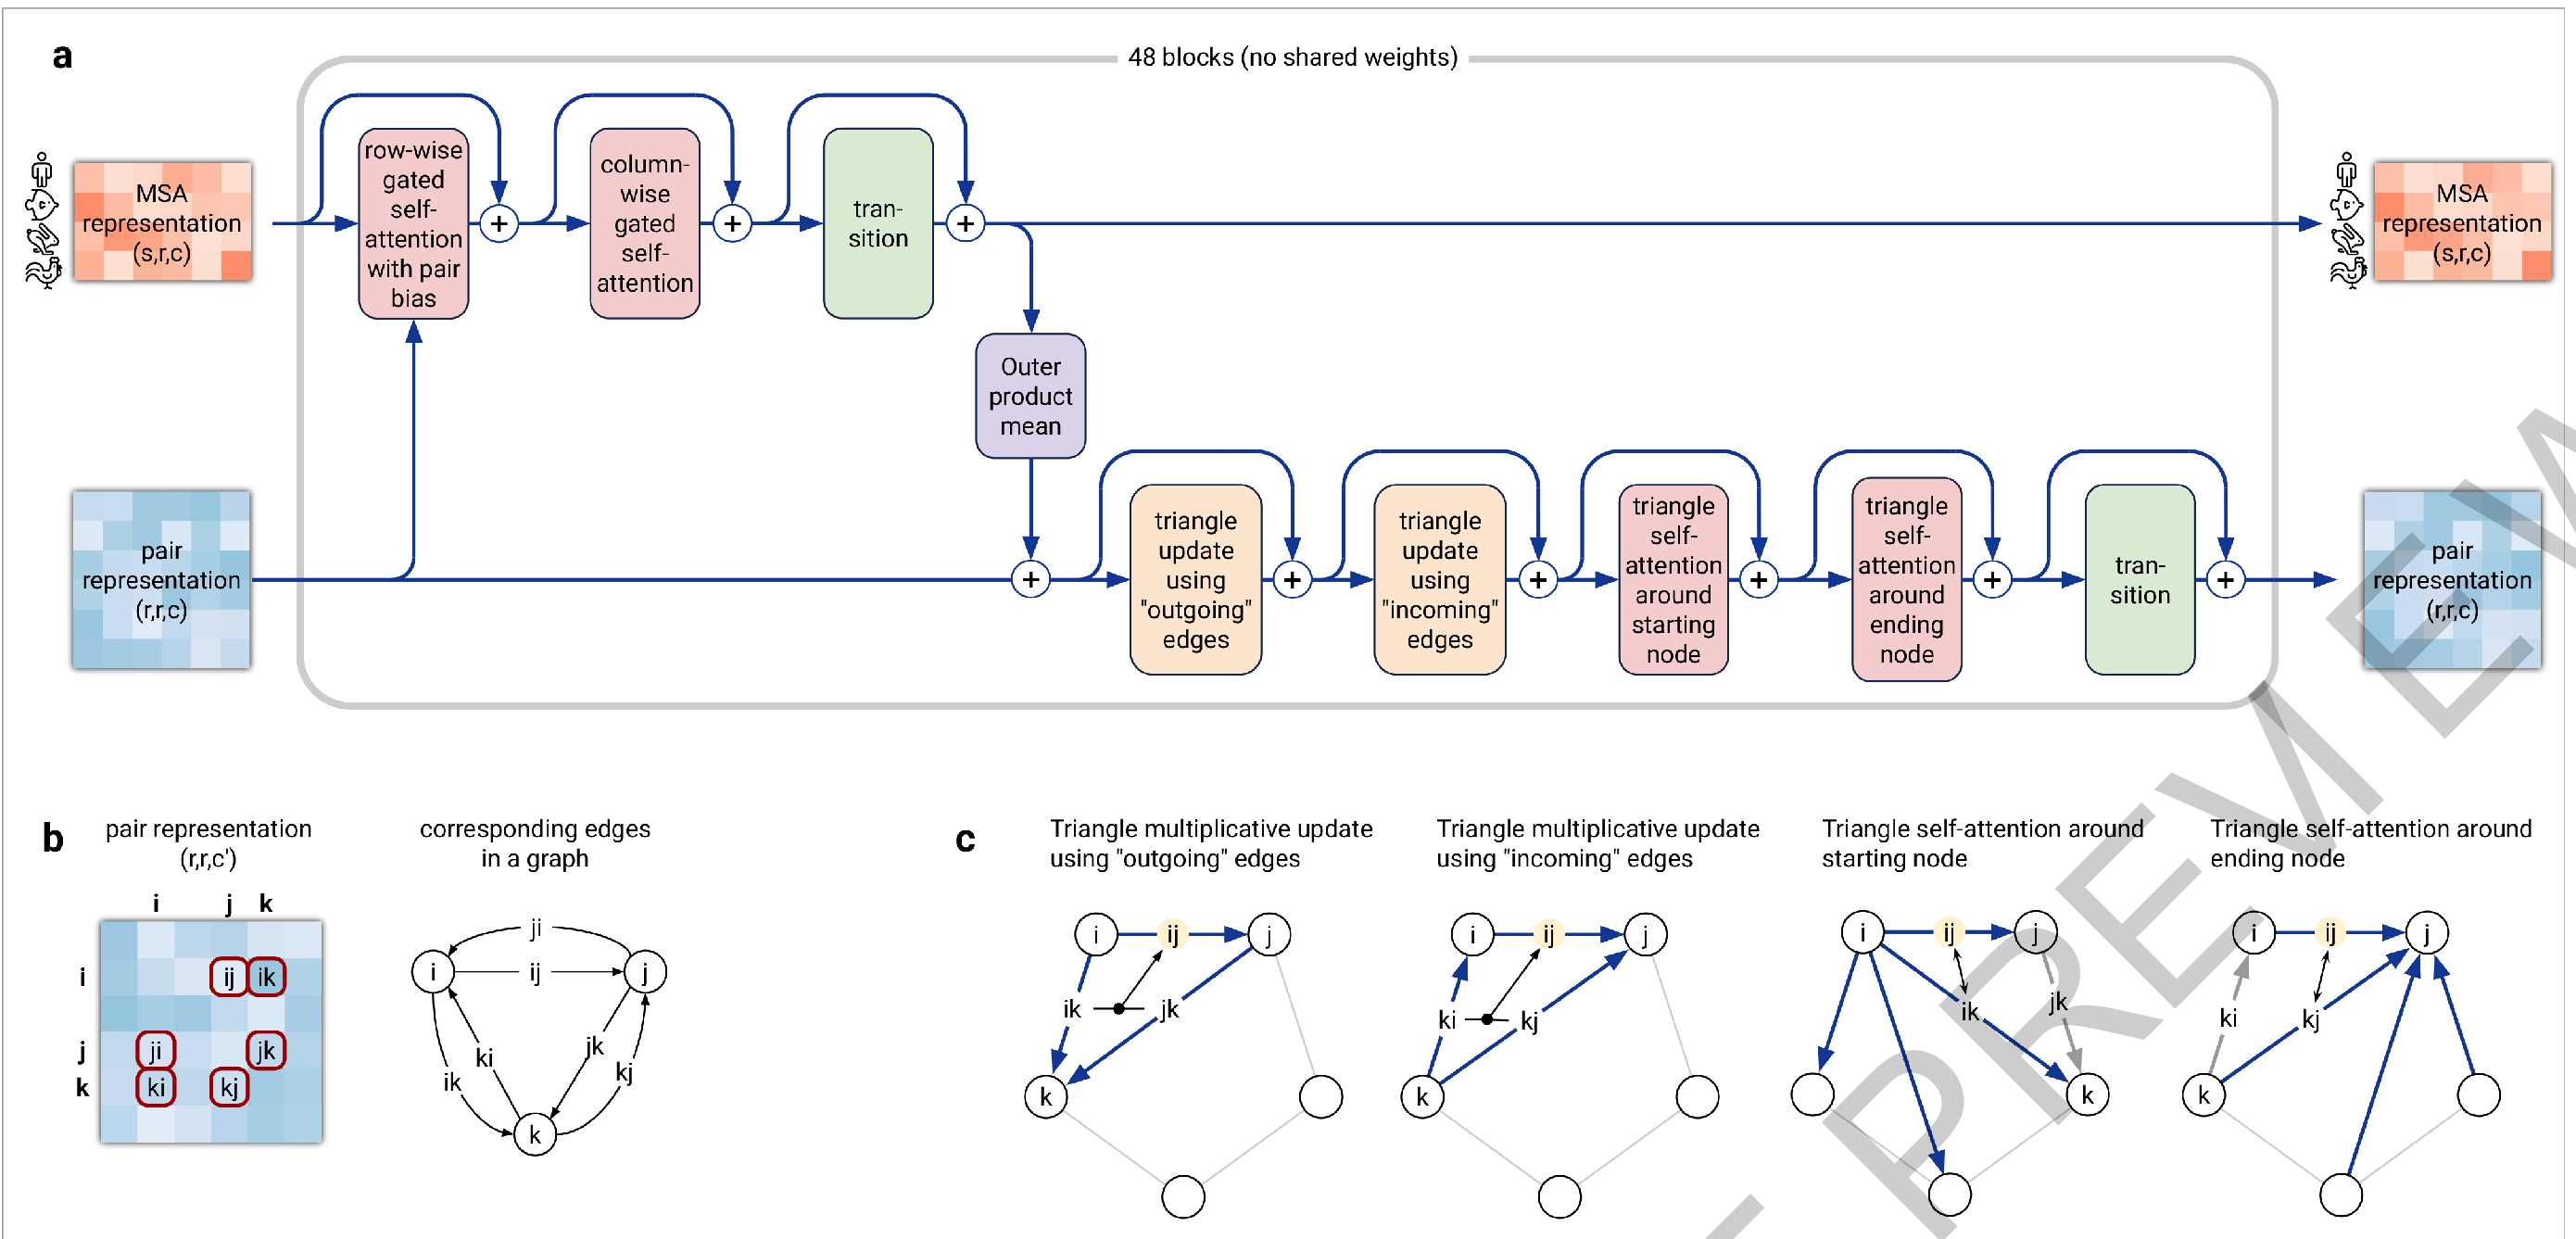 a
48 blocks (no shared weights)
MSA
representation
(s,r,c)
row-wise
gated
self-
attention
with pair
bias
+
column-
wise
gated
self-
attention
+
tran-
sition
+
MSA
representation
(s,r,c)
Outer
product
mean
pair
representation
(r,r,c)
+
triangle
update
using
"outgoing"
edges
+
triangle
update
using
"incoming"
edges
+
triangle
self-
attention
around
starting
node
+
triangle
self-
attention
around
ending
node
+
tran-
sition
+
pair
representation
(r,r,c)
b
pair representation
(r,r,c')
i j k
i ij ik
j ji jk
k ki kj
corresponding edges
in a graph
ji
i ij j
ki jk
ik kj
k
c
Triangle multiplicative update
using "outgoing" edges
i ij j
ik jk
k
Triangle multiplicative update
using "incoming" edges
i ij j
ki kj
k
Triangle self-attention around
starting node
i ij j
ik jk
k
Triangle self-attention around
ending node
i ij j
ki kj
k
PREVIEW